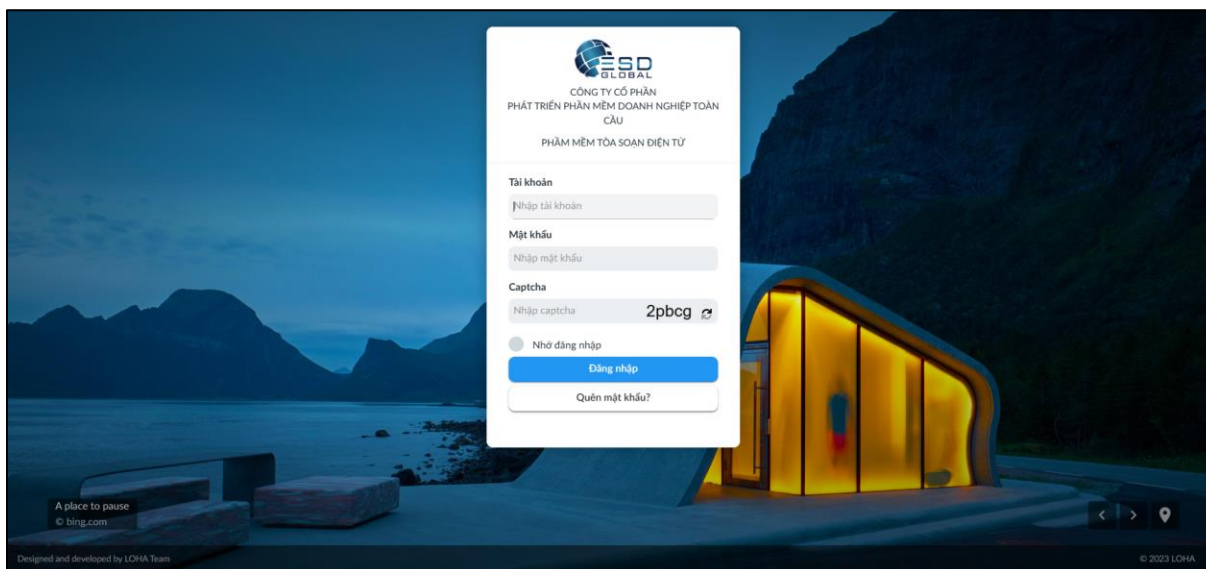 ESD
GLOBAL
CÔNG TY CỔ PHẦN
PHÁT TRIỂN PHẦN MỀM DOANH NGHIỆP TOÀN
CẦU
PHẦM MỀM TÒA SOẠN ĐIỆN TỬ
Tài khoản
Nhập tài khoản
Mật khẩu
Nhập mật khẩu
Captcha
Nhập captcha 2pbcg
Nhớ đăng nhập
Đăng nhập
Quên mật khẩu?
A place to pause
© bing.com
Designed and developed by LOHA Team
© 2023 LOHA